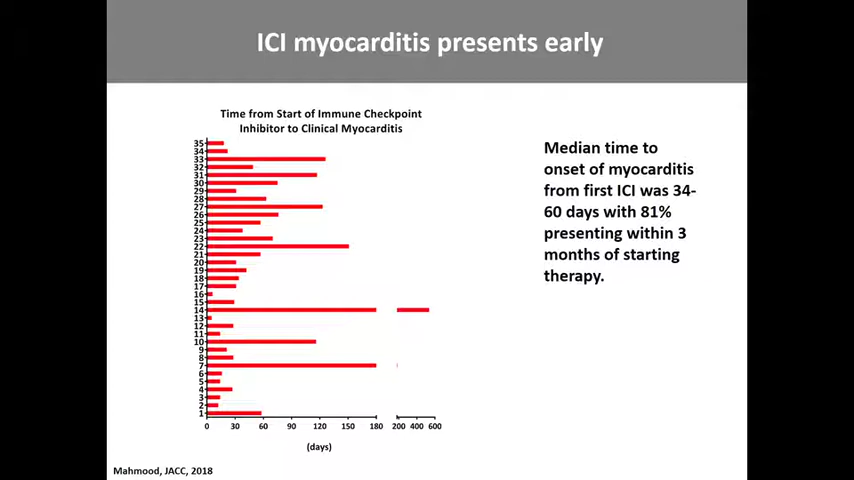 ICI myocarditis presents early
Time from Start of Immune Checkpoint
Inhibitor to Clinical Myocarditis
35
34
33
32
31
30
29
28
27
26
25
24
23
22
21
20
19
18
17
16
15
14
13
12
11
10
9
8
7
6
5
4
3
2
1
0 30 60 90 120 150 180 200 400 600
(days)
Median time to
onset of myocarditis
from first ICI was 34-
60 days with 81%
presenting within 3
months of starting
therapy.
Mahmood, JACC, 2018